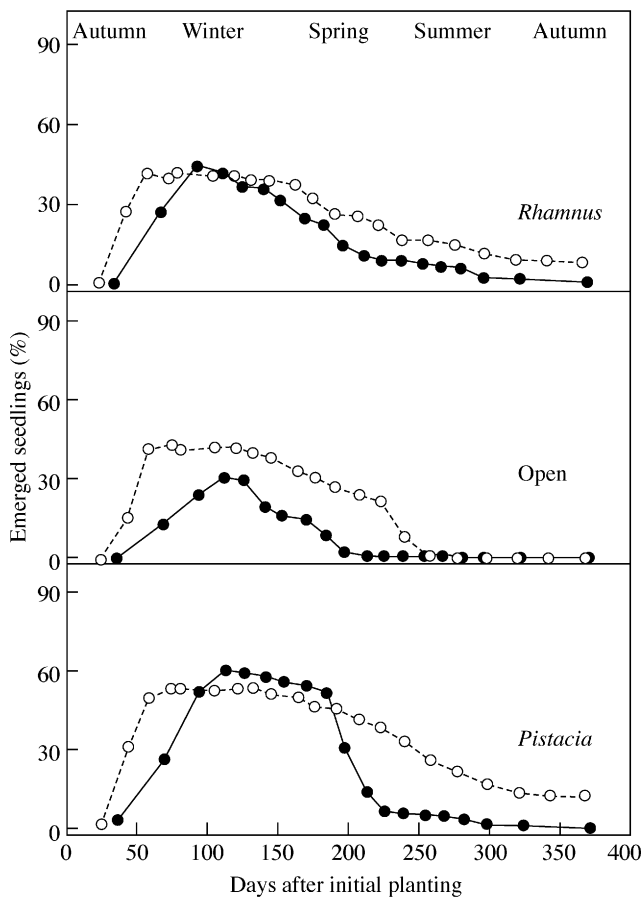 Autumn Winter Spring Summer Autumn
90
60
30
0
Rhamnus
90
60
30
0
Open
90
60
30
0
Pistacia
Emerged seedlings (%)
0 50 100 150 200 250 300 350 400
Days after initial planting